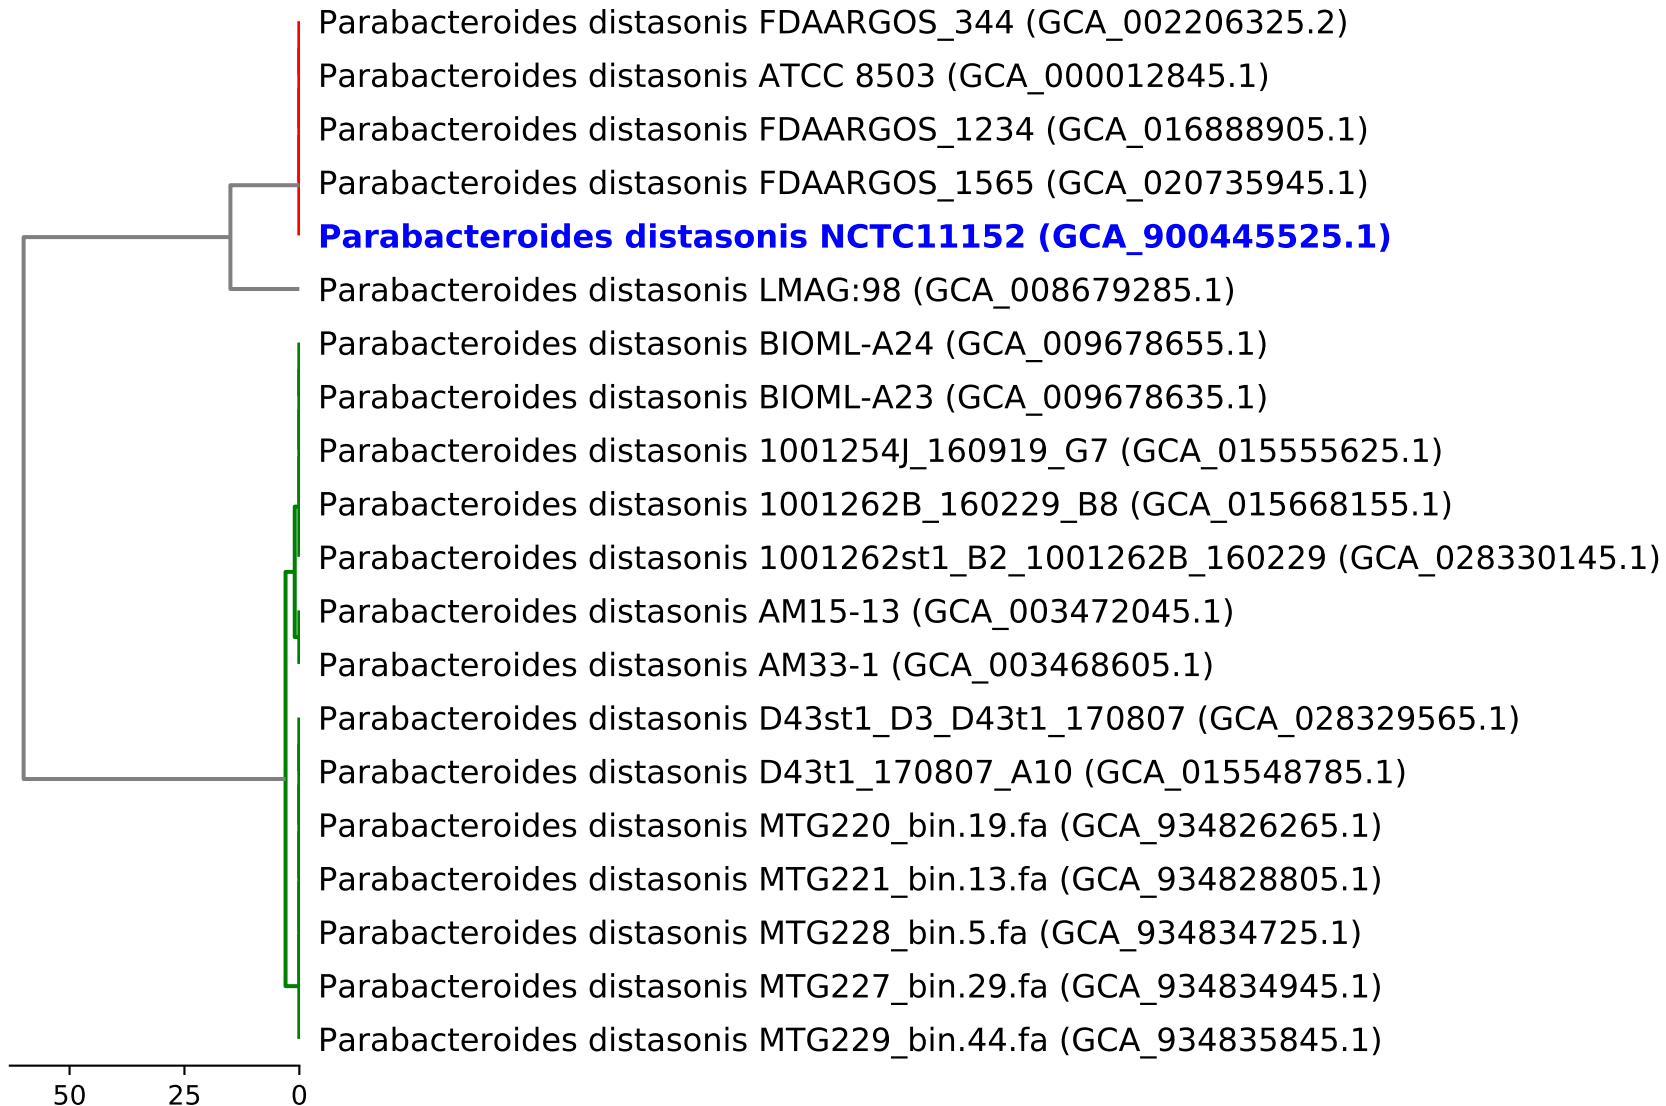 Parabacteroides distasonis FDAARGOS_344 (GCA_002206325.2)
Parabacteroides distasonis ATCC 8503 (GCA_000012845.1)
Parabacteroides distasonis FDAARGOS_1234 (GCA_016888905.1)
Parabacteroides distasonis FDAARGOS_1565 (GCA_020735945.1)
Parabacteroides distasonis NCTC11152 (GCA_900445525.1)
Parabacteroides distasonis LMAG:98 (GCA_008679285.1)
Parabacteroides distasonis BIOML-A24 (GCA_009678655.1)
Parabacteroides distasonis BIOML-A23 (GCA_009678635.1)
Parabacteroides distasonis 1001254J_160919_G7 (GCA_015555625.1)
Parabacteroides distasonis 1001262B_160229_B8 (GCA_015668155.1)
Parabacteroides distasonis 1001262st1_B2_1001262B_160229 (GCA_028330145.1)
Parabacteroides distasonis AM15-13 (GCA_003472045.1)
Parabacteroides distasonis AM33-1 (GCA_003468605.1)
Parabacteroides distasonis D43st1_D3_D43t1_170807 (GCA_028329565.1)
Parabacteroides distasonis D43t1_170807_A10 (GCA_015548785.1)
Parabacteroides distasonis MTG220_bin.19.fa (GCA_934826265.1)
Parabacteroides distasonis MTG221_bin.13.fa (GCA_934828805.1)
Parabacteroides distasonis MTG228_bin.5.fa (GCA_934834725.1)
Parabacteroides distasonis MTG227_bin.29.fa (GCA_934834945.1)
Parabacteroides distasonis MTG229_bin.44.fa (GCA_934835845.1)
50 25 0